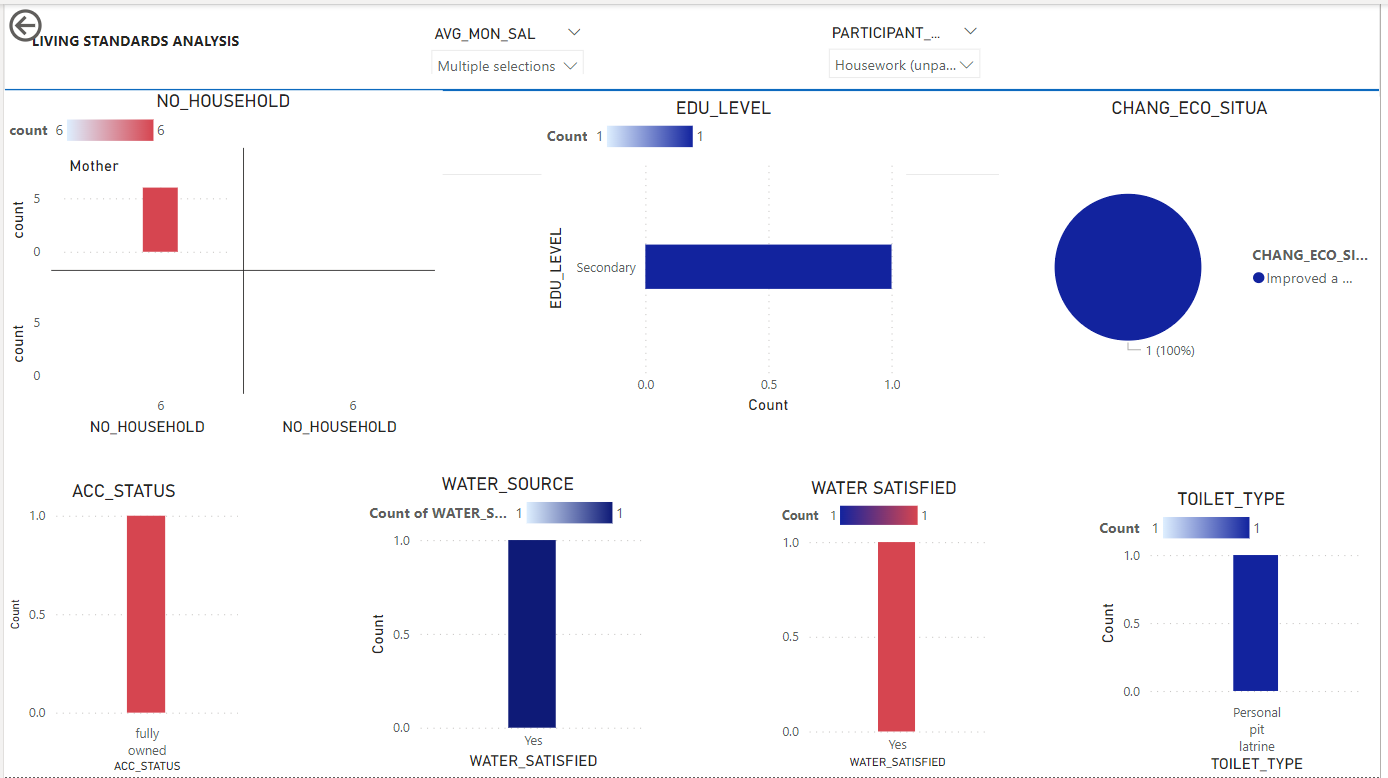 LIVING STANDARDS ANALYSIS
AVG_MON_SAL
Multiple selections
PARTICIPANT_...
Housework (unpa...
NO_HOUSEHOLD
count 6 6
Mother
count
5
0
count
5
0
6
6
NO_HOUSEHOLD
NO_HOUSEHOLD
EDU_LEVEL
Count 1 1
EDU_LEVEL
Secondary
0.0 0.5 1.0
Count
CHANG_ECO_SITUA
CHANG_ECO_SI...
Improved a ...
1 (100%)
ACC_STATUS
1.0
0.5
0.0
Count
fully
owned
ACC_STATUS
WATER_SOURCE
Count of WATER_S... 1 1
1.0
0.5
0.0
Count
Yes
WATER_SATISFIED
WATER SATISFIED
Count 1 1
1.0
0.5
0.0
Yes
WATER_SATISFIED
TOILET_TYPE
Count 1 1
1.0
0.5
0.0
Count
Personal
pit
latrine
TOILET_TYPE